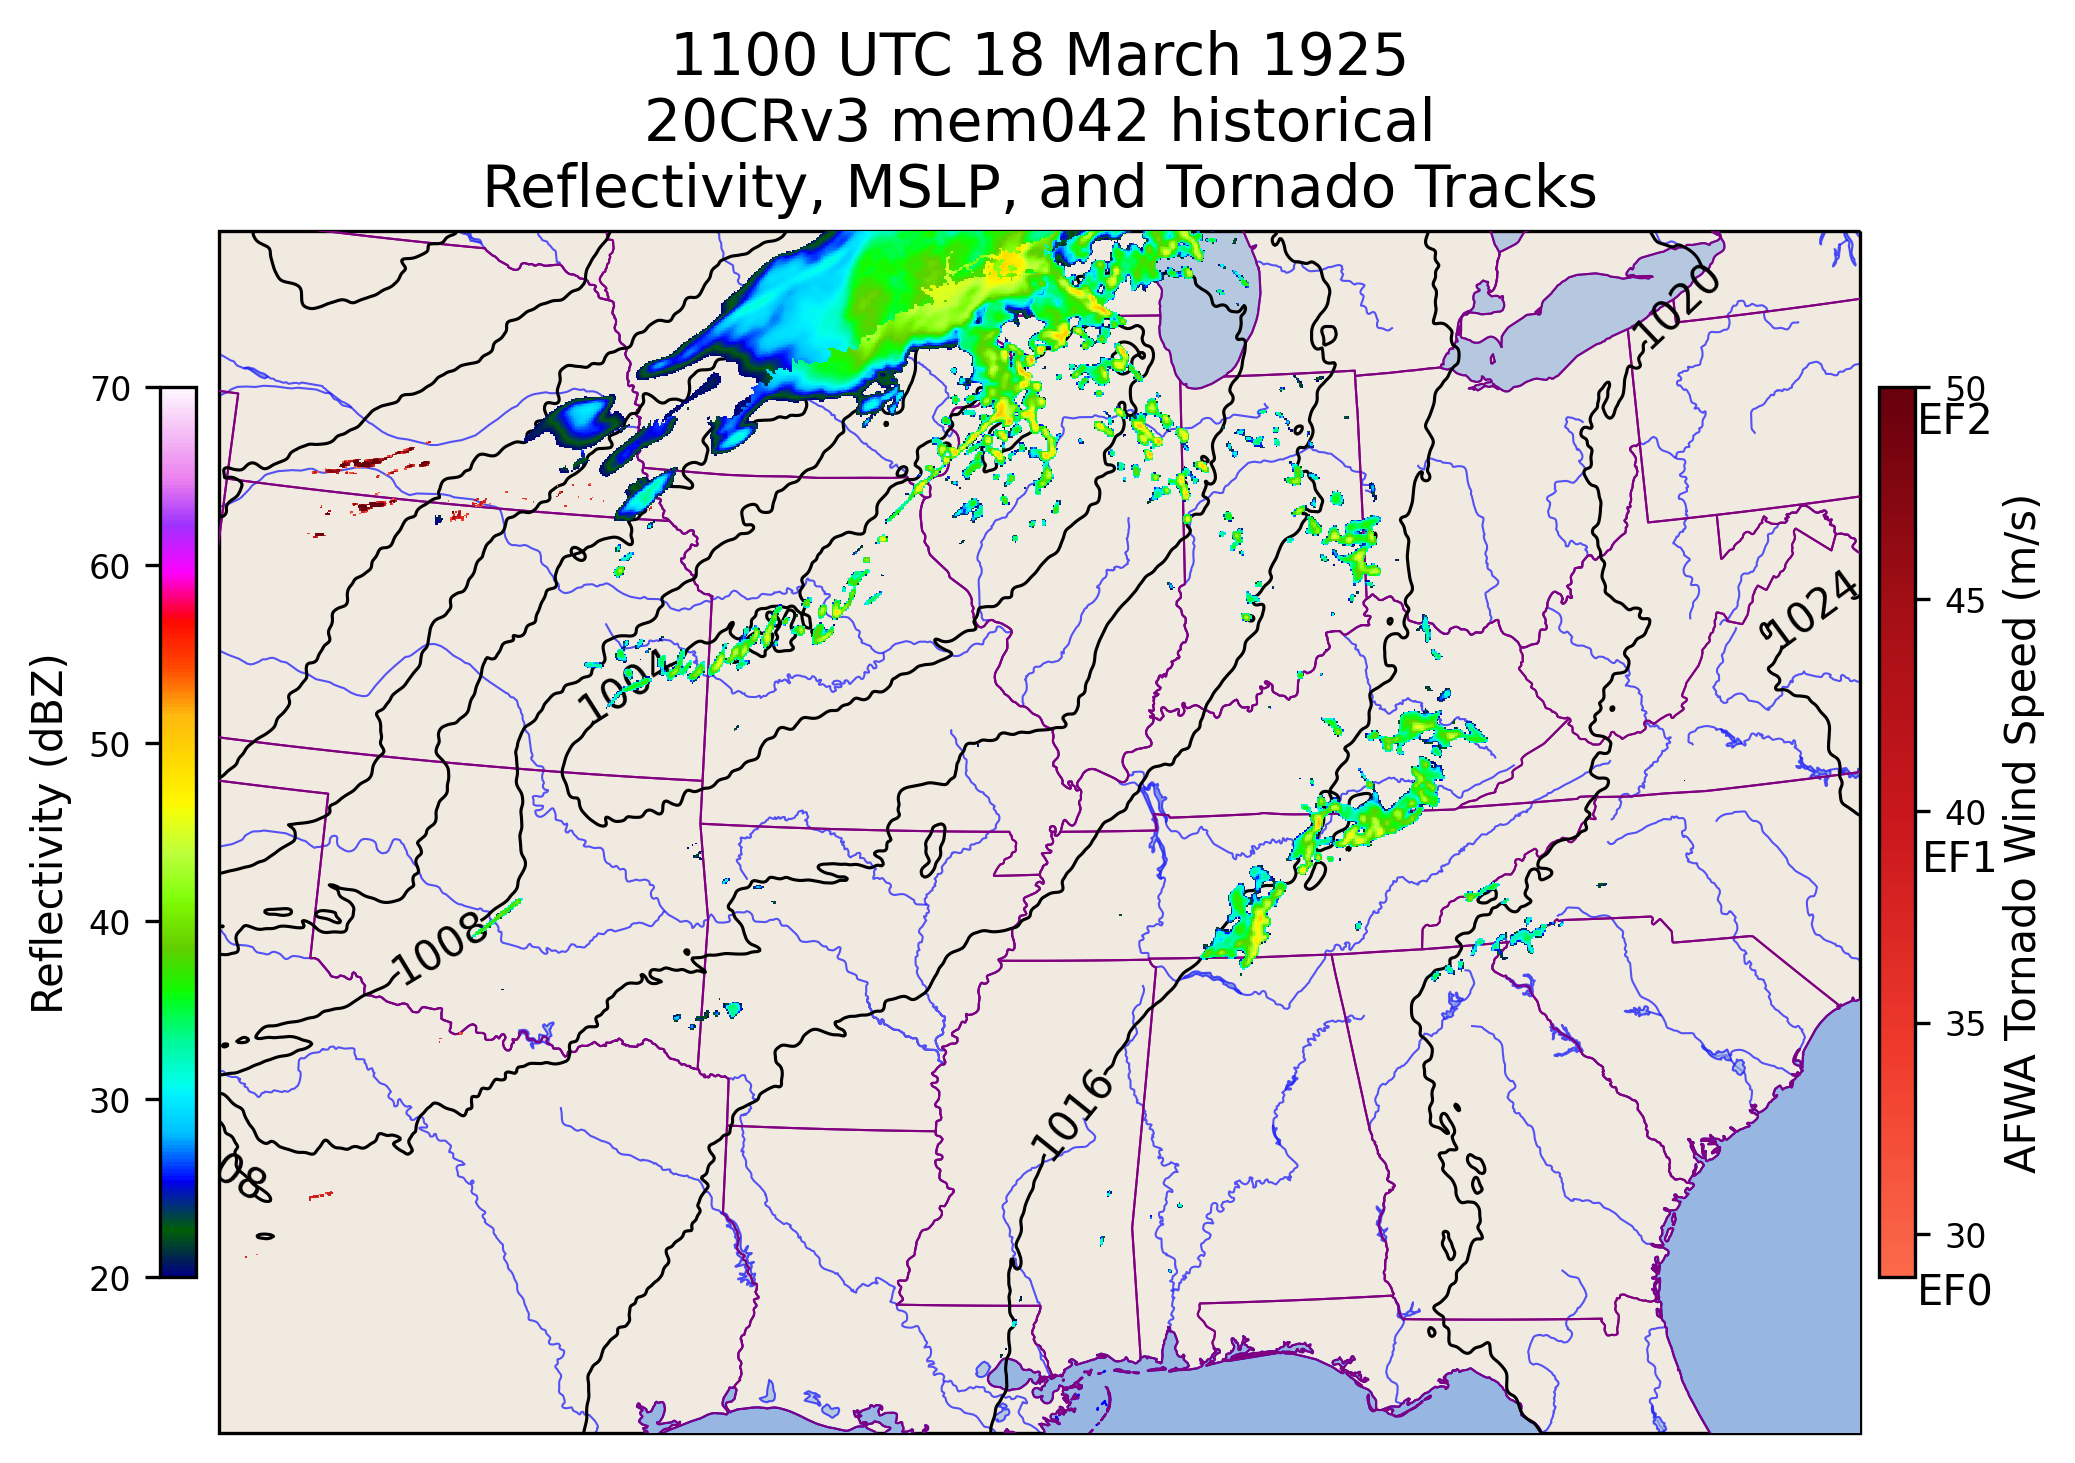 1100 UTC 18 March 1925
20CRv3 mem042 historical
Reflectivity, MSLP, and Tornado Tracks
Reflectivity (dBZ)
70
60
50
40
30
20
1020
1024
1004
1008
1016
08
50
EF2
45
40
EF1
35
30
EF0
AFWA Tornado Wind Speed (m/s)